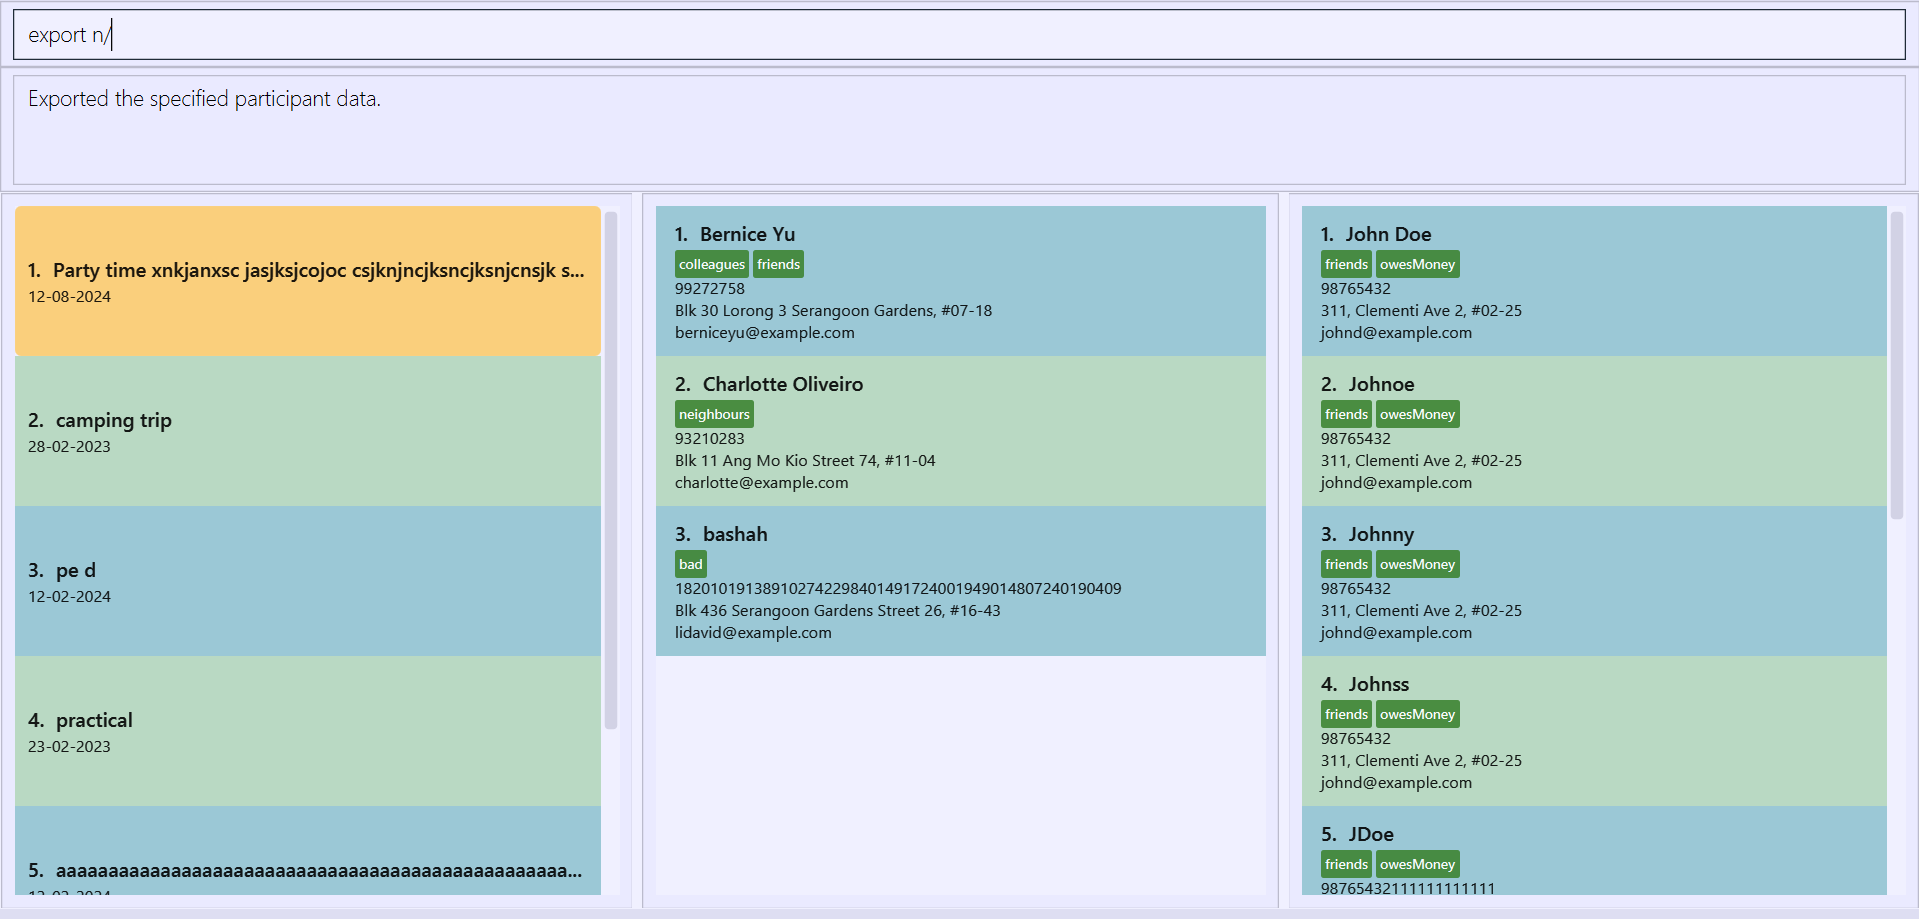 export n/
Exported the specified participant data.
1. Party time xnkjanxsc jasjksjcojoc csjknjncjksncjksnjcnsjk s...
12-08-2024
2. camping trip
28-02-2023
3. pe d
12-02-2024
4. practical
23-02-2023
5. aaaaaaaaaaaaaaaaaaaaaaaaaaaaaaaaaaaaaaaaaaaaaaaaa...
1. Bernice Yu
colleagues friends
99272758
Blk 30 Lorong 3 Serangoon Gardens, #07-18
berniceyu@example.com
2. Charlotte Oliveiro
neighbours
93210283
Blk 11 Ang Mo Kio Street 74, #11-04
charlotte@example.com
3. bashah
bad
182010191389102742298401491724001949014807240190409
Blk 436 Serangoon Gardens Street 26, #16-43
lidavid@example.com
1. John Doe
friends owesMoney
98765432
311, Clementi Ave 2, #02-25
johnd@example.com
2. Johnoe
friends owesMoney
98765432
311, Clementi Ave 2, #02-25
johnd@example.com
3. Johnny
friends owesMoney
98765432
311, Clementi Ave 2, #02-25
johnd@example.com
4. Johnss
friends owesMoney
98765432
311, Clementi Ave 2, #02-25
johnd@example.com
5. JDoe
friends owesMoney
98765432111111111111